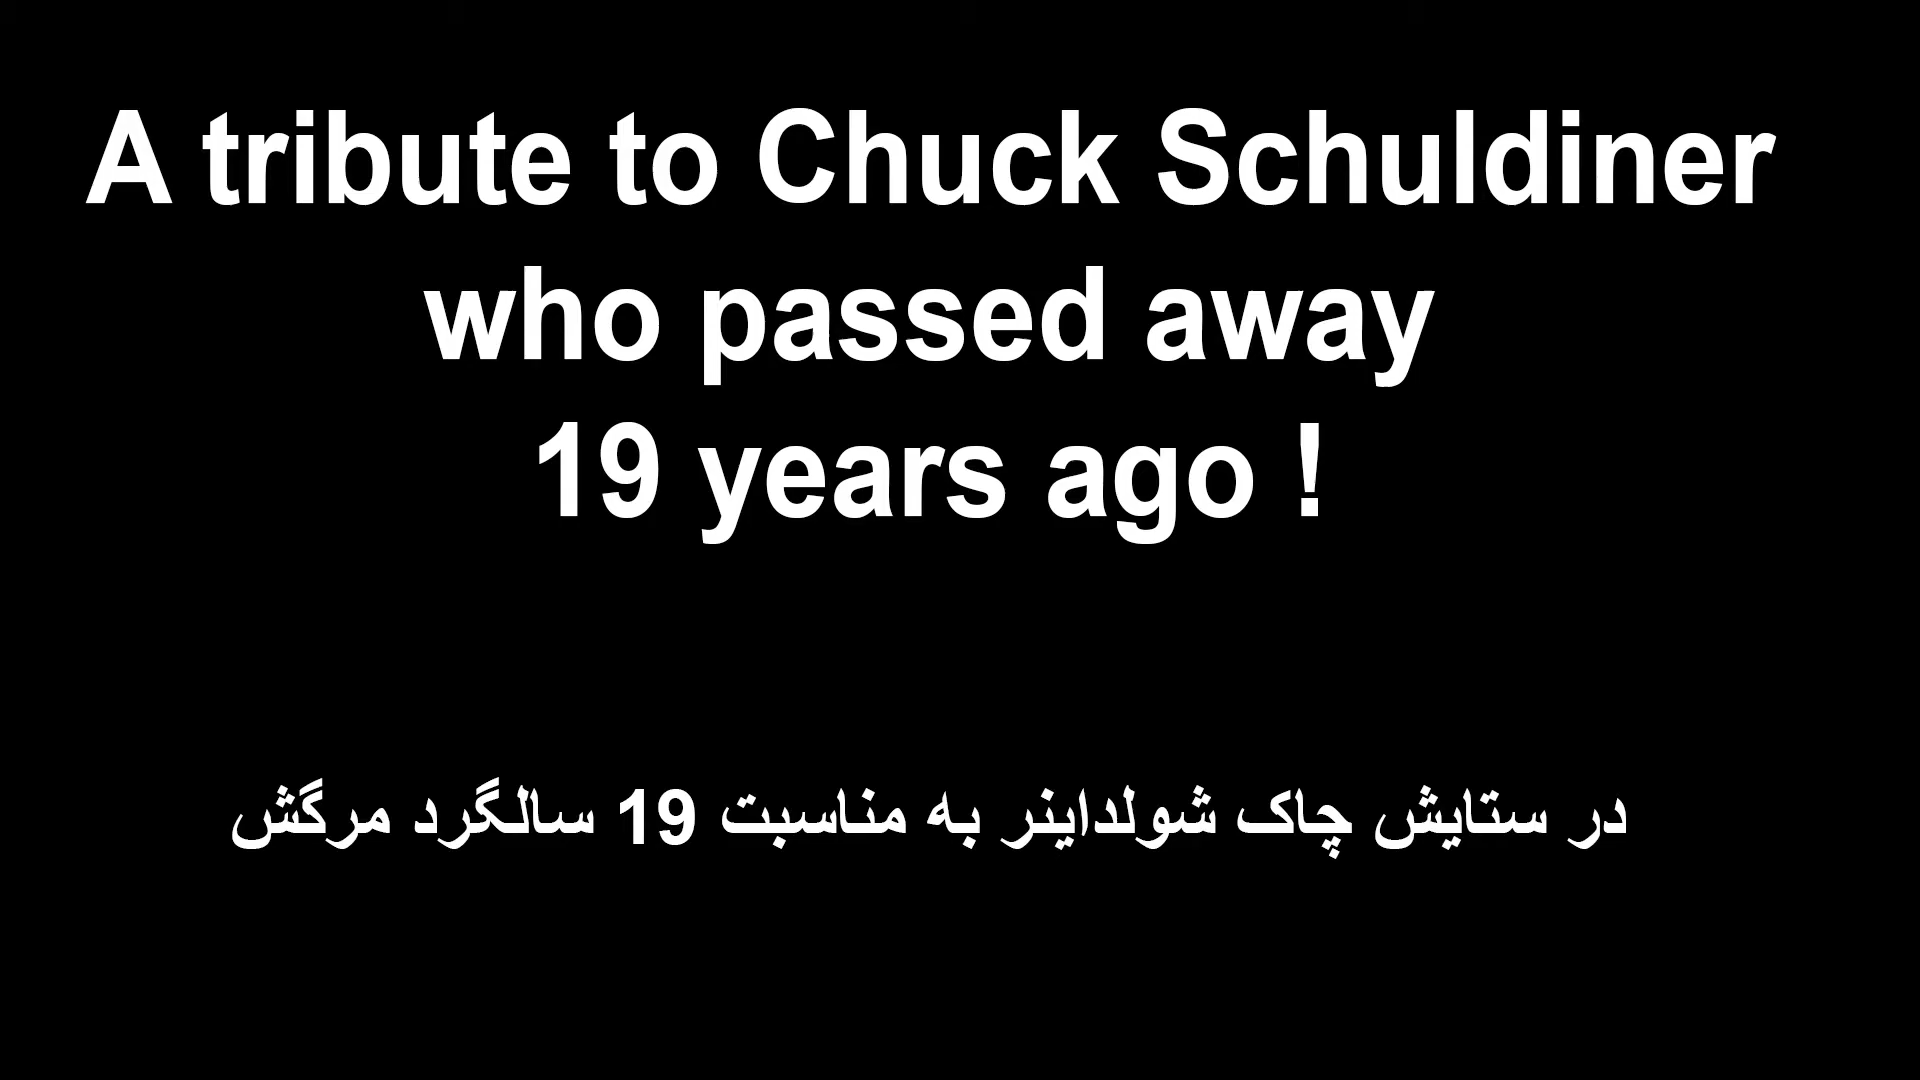 A tribute to Chuck Schuldiner
who passed away
19 years ago !
در ستایش چاک شولداینر به مناسبت 19 سالگرد مرگش